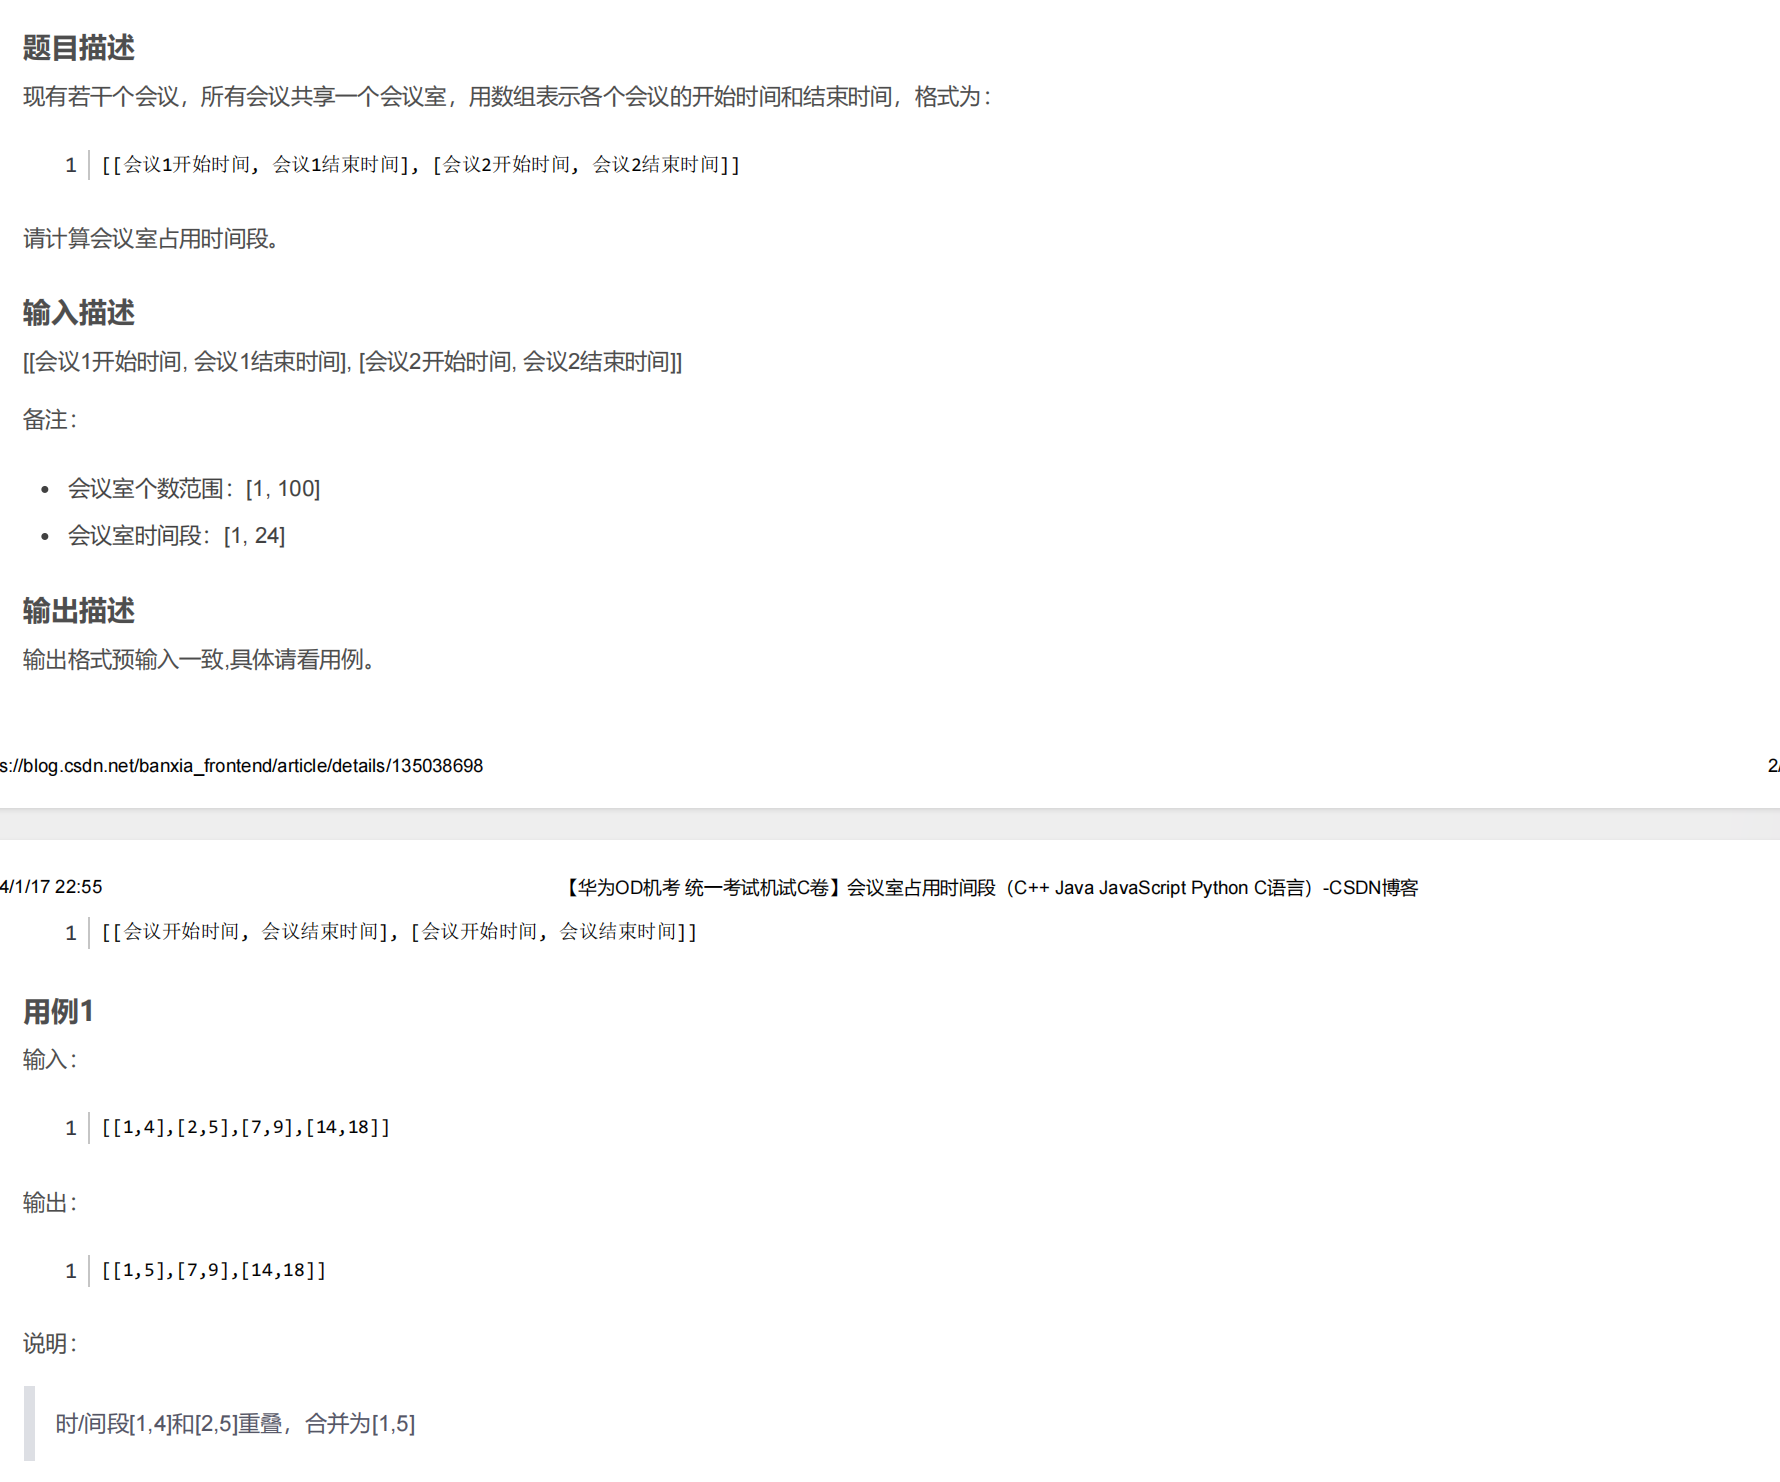 题目描述
现有若干个会议，所有会议共享一个会议室，用数组表示各个会议的开始时间和结束时间，格式为：
1 [[会议1开始时间, 会议1结束时间], [会议2开始时间, 会议2结束时间]]
请计算会议室占用时间段。
输入描述
[[会议1开始时间, 会议1结束时间], [会议2开始时间, 会议2结束时间]]
备注：
• 会议室个数范围：[1, 100]
• 会议室时间段：[1, 24]
输出描述
输出格式预输入一致,具体请看用例。
s://blog.csdn.net/banxia_frontend/article/details/135038698 2/
4/1/17 22:55 【华为OD机考 统一考试机试C卷】会议室占用时间段（C++ Java JavaScript Python C语言）-CSDN博客
1 [[会议开始时间, 会议结束时间], [会议开始时间, 会议结束时间]]
用例1
输入：
1 [[1,4],[2,5],[7,9],[14,18]]
输出：
1 [[1,5],[7,9],[14,18]]
说明：
时/间段[1,4]和[2,5]重叠，合并为[1,5]